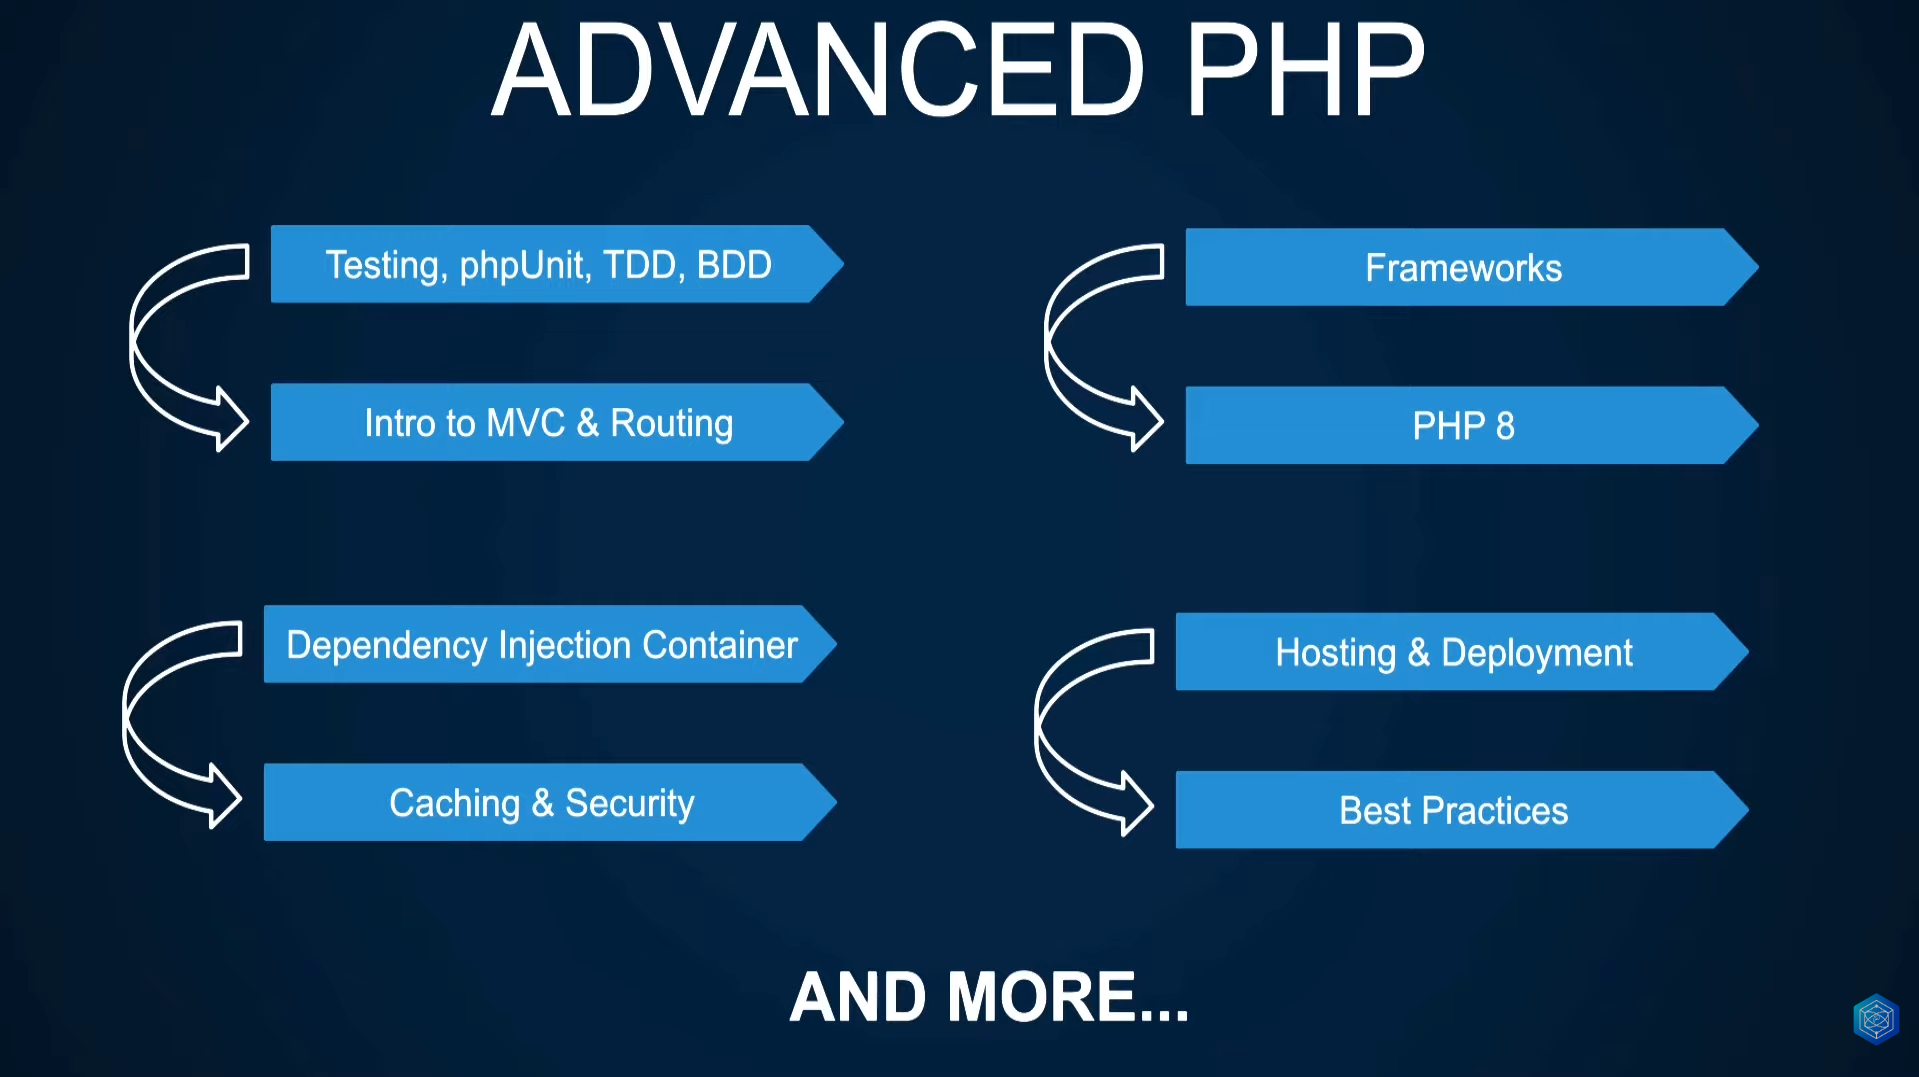 ADVANCED PHP
Testing, phpUnit, TDD, BDD
Intro to MVC & Routing
Frameworks
PHP 8
Dependency Injection Container
Caching & Security
Hosting & Deployment
Best Practices
AND MORE...